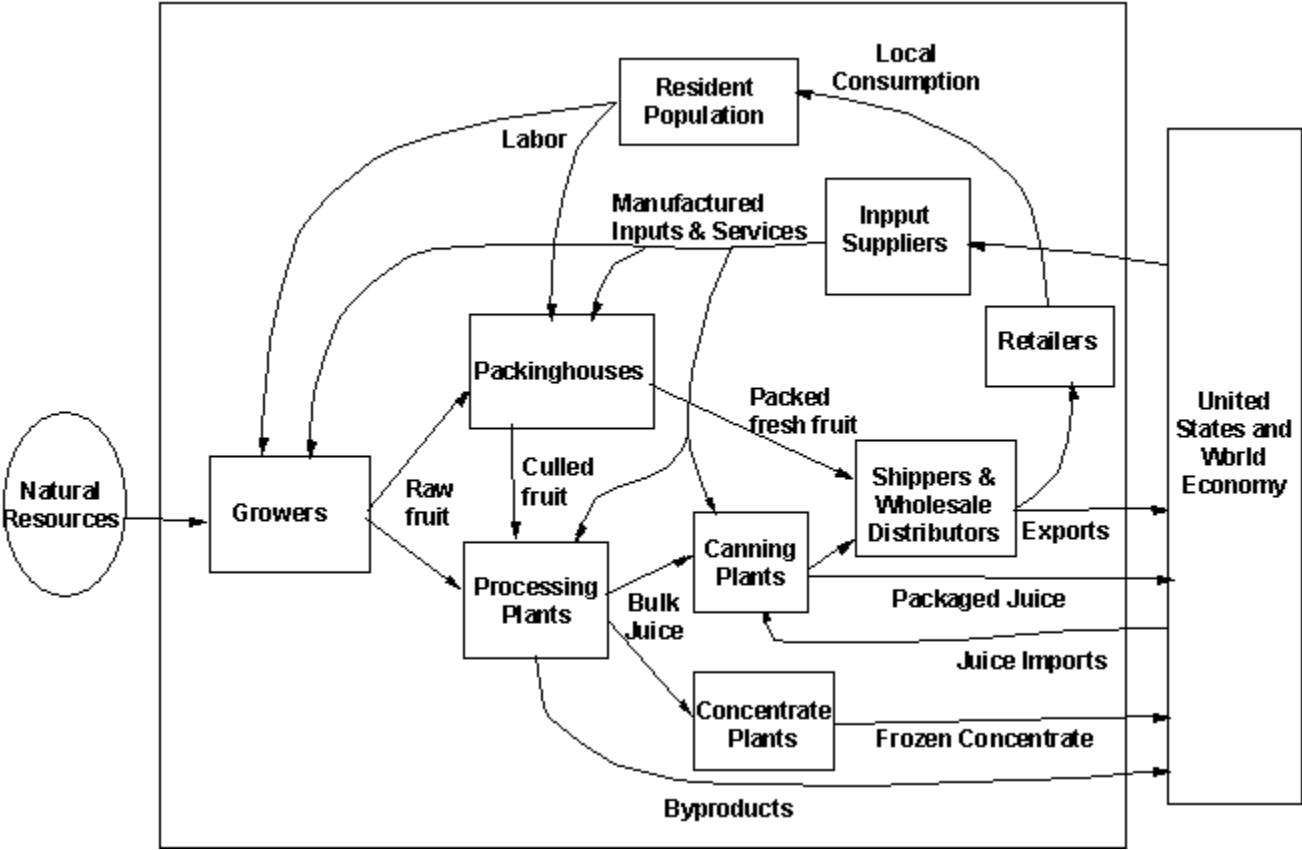 Local
Consumption
Resident
Population
Labor
Manufactured
Inputs & Services
Inpput
Suppliers
Retailers
Packinghouses
Packed
fresh fruit
United
States and
World
Economy
Natural
Resources
Growers
Raw
fruit
Culled
fruit
Shippers &
Wholesale
Distributors
Exports
Canning
Plants
Processing
Plants
Bulk
Juice
Packaged Juice
Juice Imports
Concentrate
Plants
Frozen Concentrate
Byproducts